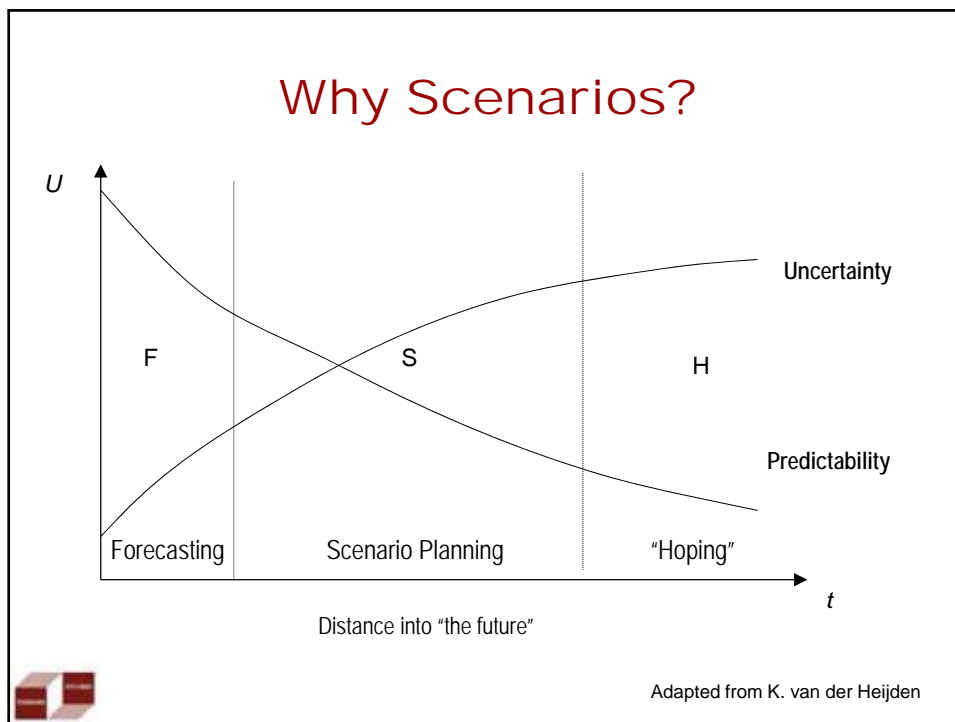 Why Scenarios?
U
Uncertainty
F
S
H
Predictability
Forecasting
Scenario Planning
“Hoping”
t
Distance into “the future”
Adapted from K. van der Heijden